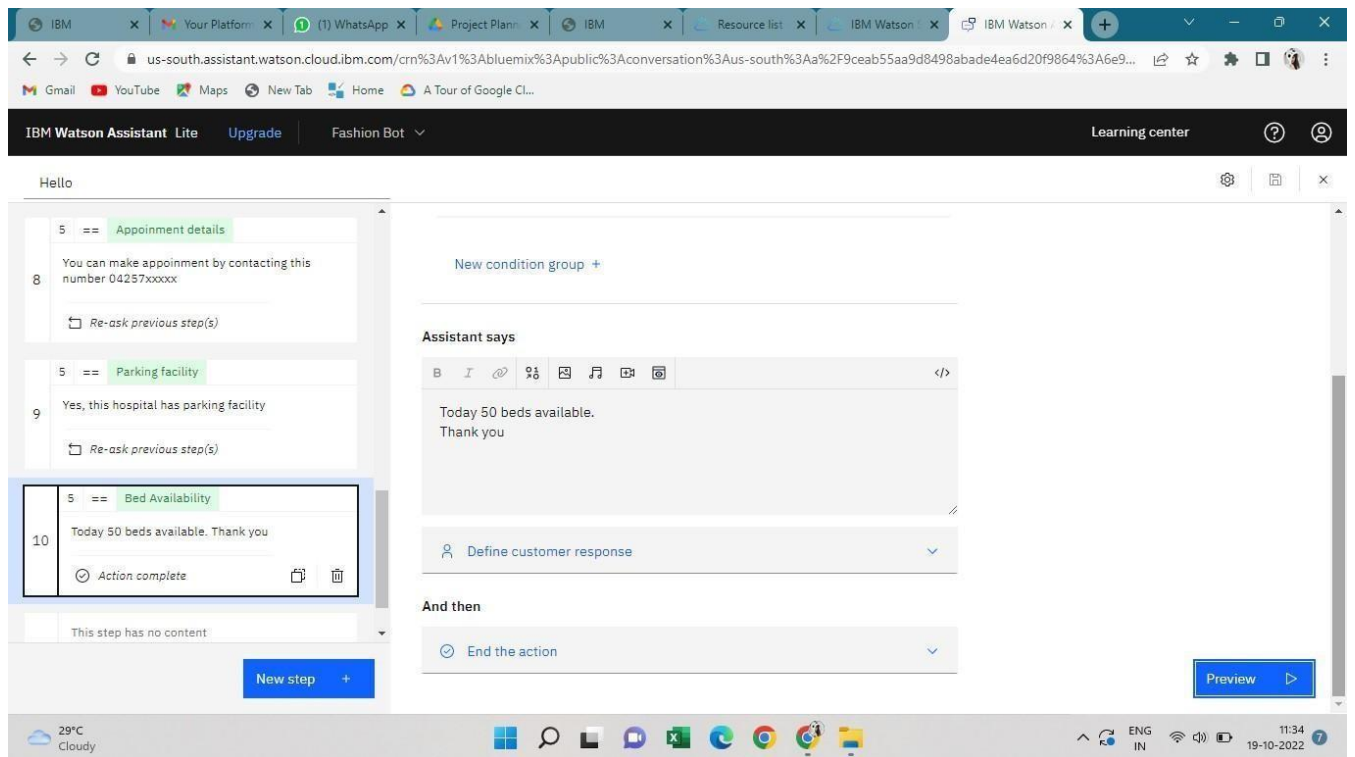 IBM
Your Platform
(1) WhatsApp
Project Plann
IBM
Resource list
IBM Watson
IBM Watson
us-south.assistant.watson.cloud.ibm.com/crn%3Av1%3Abluemix%3Apublic%3Aconversation%3Aus-south%3Aa%2F9ceab55aa9d8498abade4ea6d20f9864%3A6e9...
Gmail YouTube Maps New Tab Home A Tour of Google Cl...
IBM Watson Assistant Lite Upgrade Fashion Bot Learning center
Hello
5 == Appoinment details
8
You can make appoinment by contacting this
number 04257xxxxx
Re-ask previous step(s)
5 == Parking facility
9
Yes, this hospital has parking facility
Re-ask previous step(s)
5 == Bed Availability
10
Today 50 beds available. Thank you
Action complete
This step has no content
New step +
New condition group +
Assistant says
B I </>
Today 50 beds available.
Thank you
Define customer response
And then
End the action
Preview
29°C
Cloudy
ENG
IN
11:34
19-10-2022
7